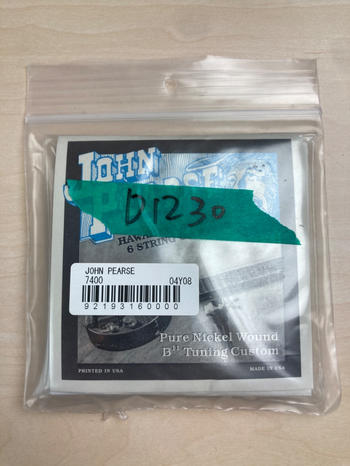 JOHN
PEARSE
D1230
HAWAI
6 STRING
JOHN PEARSE
7400 04Y08
92193160000
Pure Nickel Wound
B¹¹ Tuning Custom
PRINTED IN USA MADE IN USA